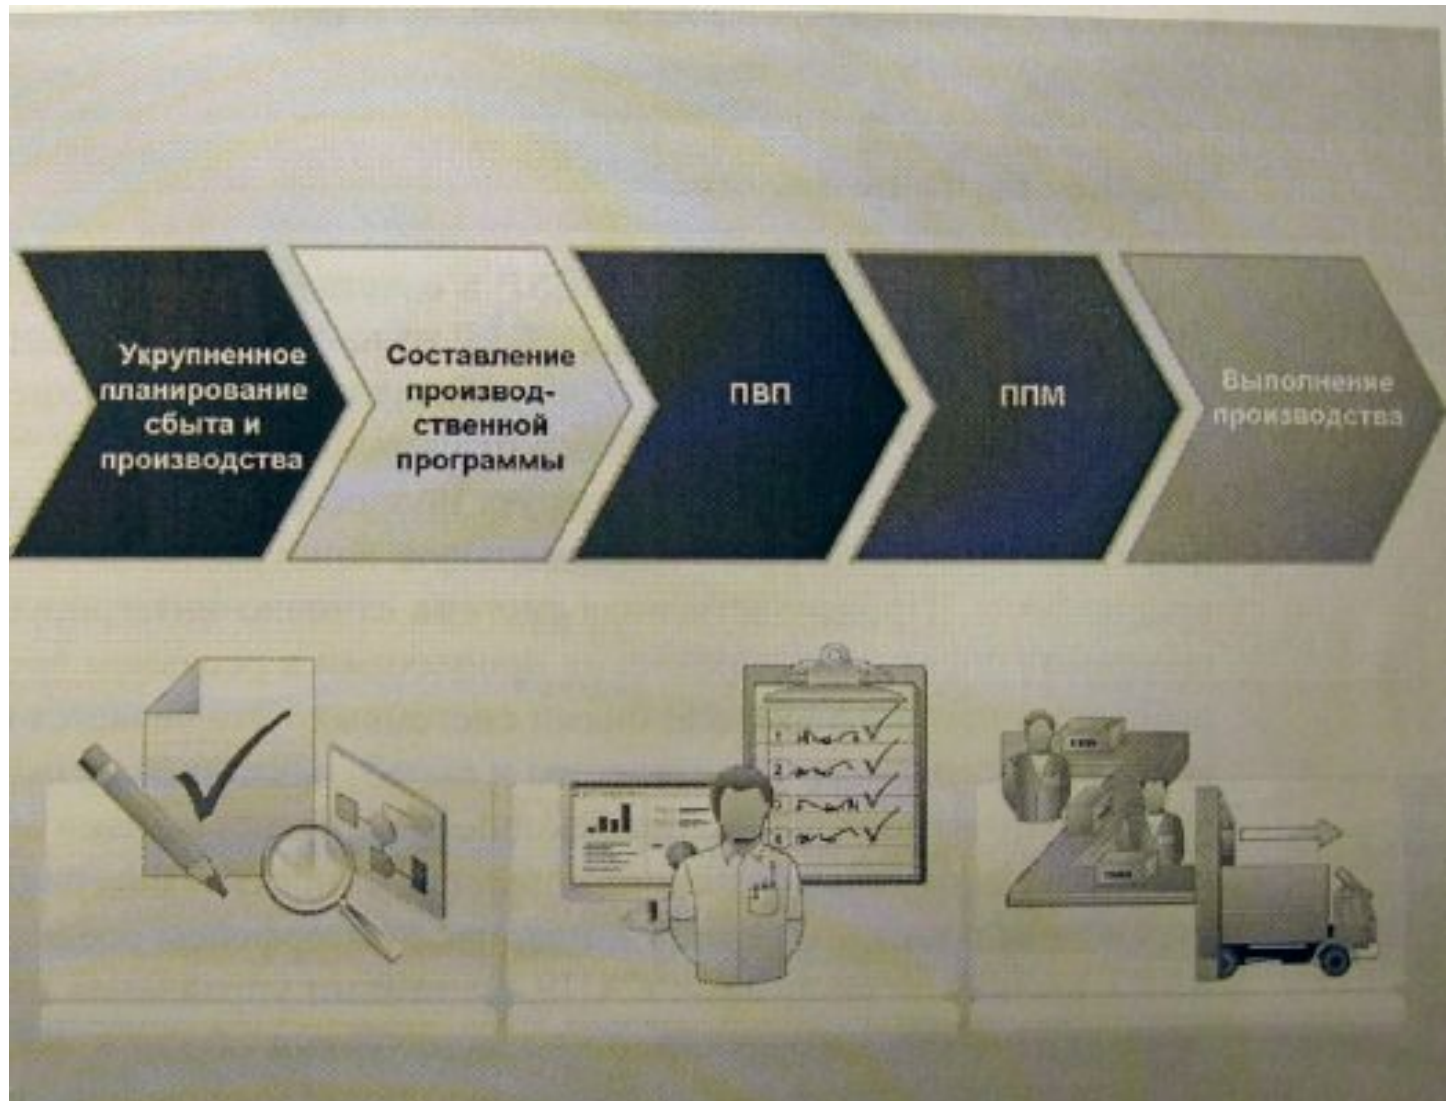 Укрупненное
планирование
сбыта и
производства
Составление
производ-
ственной
программы
ПВП
ППМ
Выполнение
производства